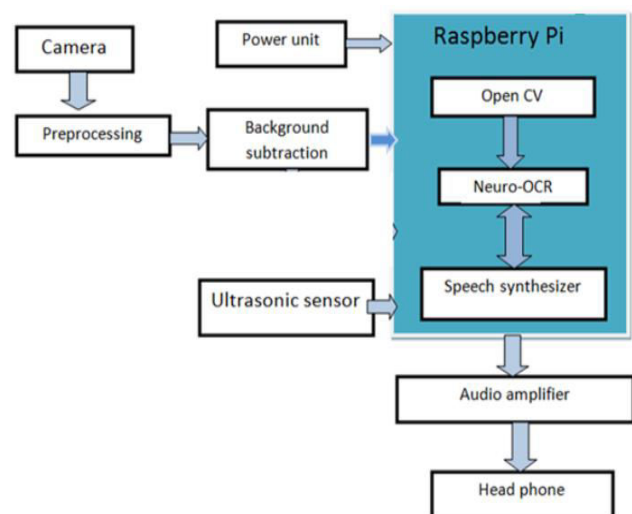 Camera
Power unit
Raspberry Pi
Open CV
Preprocessing
Background
subtraction
Neuro-OCR
Ultrasonic sensor
Speech synthesizer
Audio amplifier
Head phone